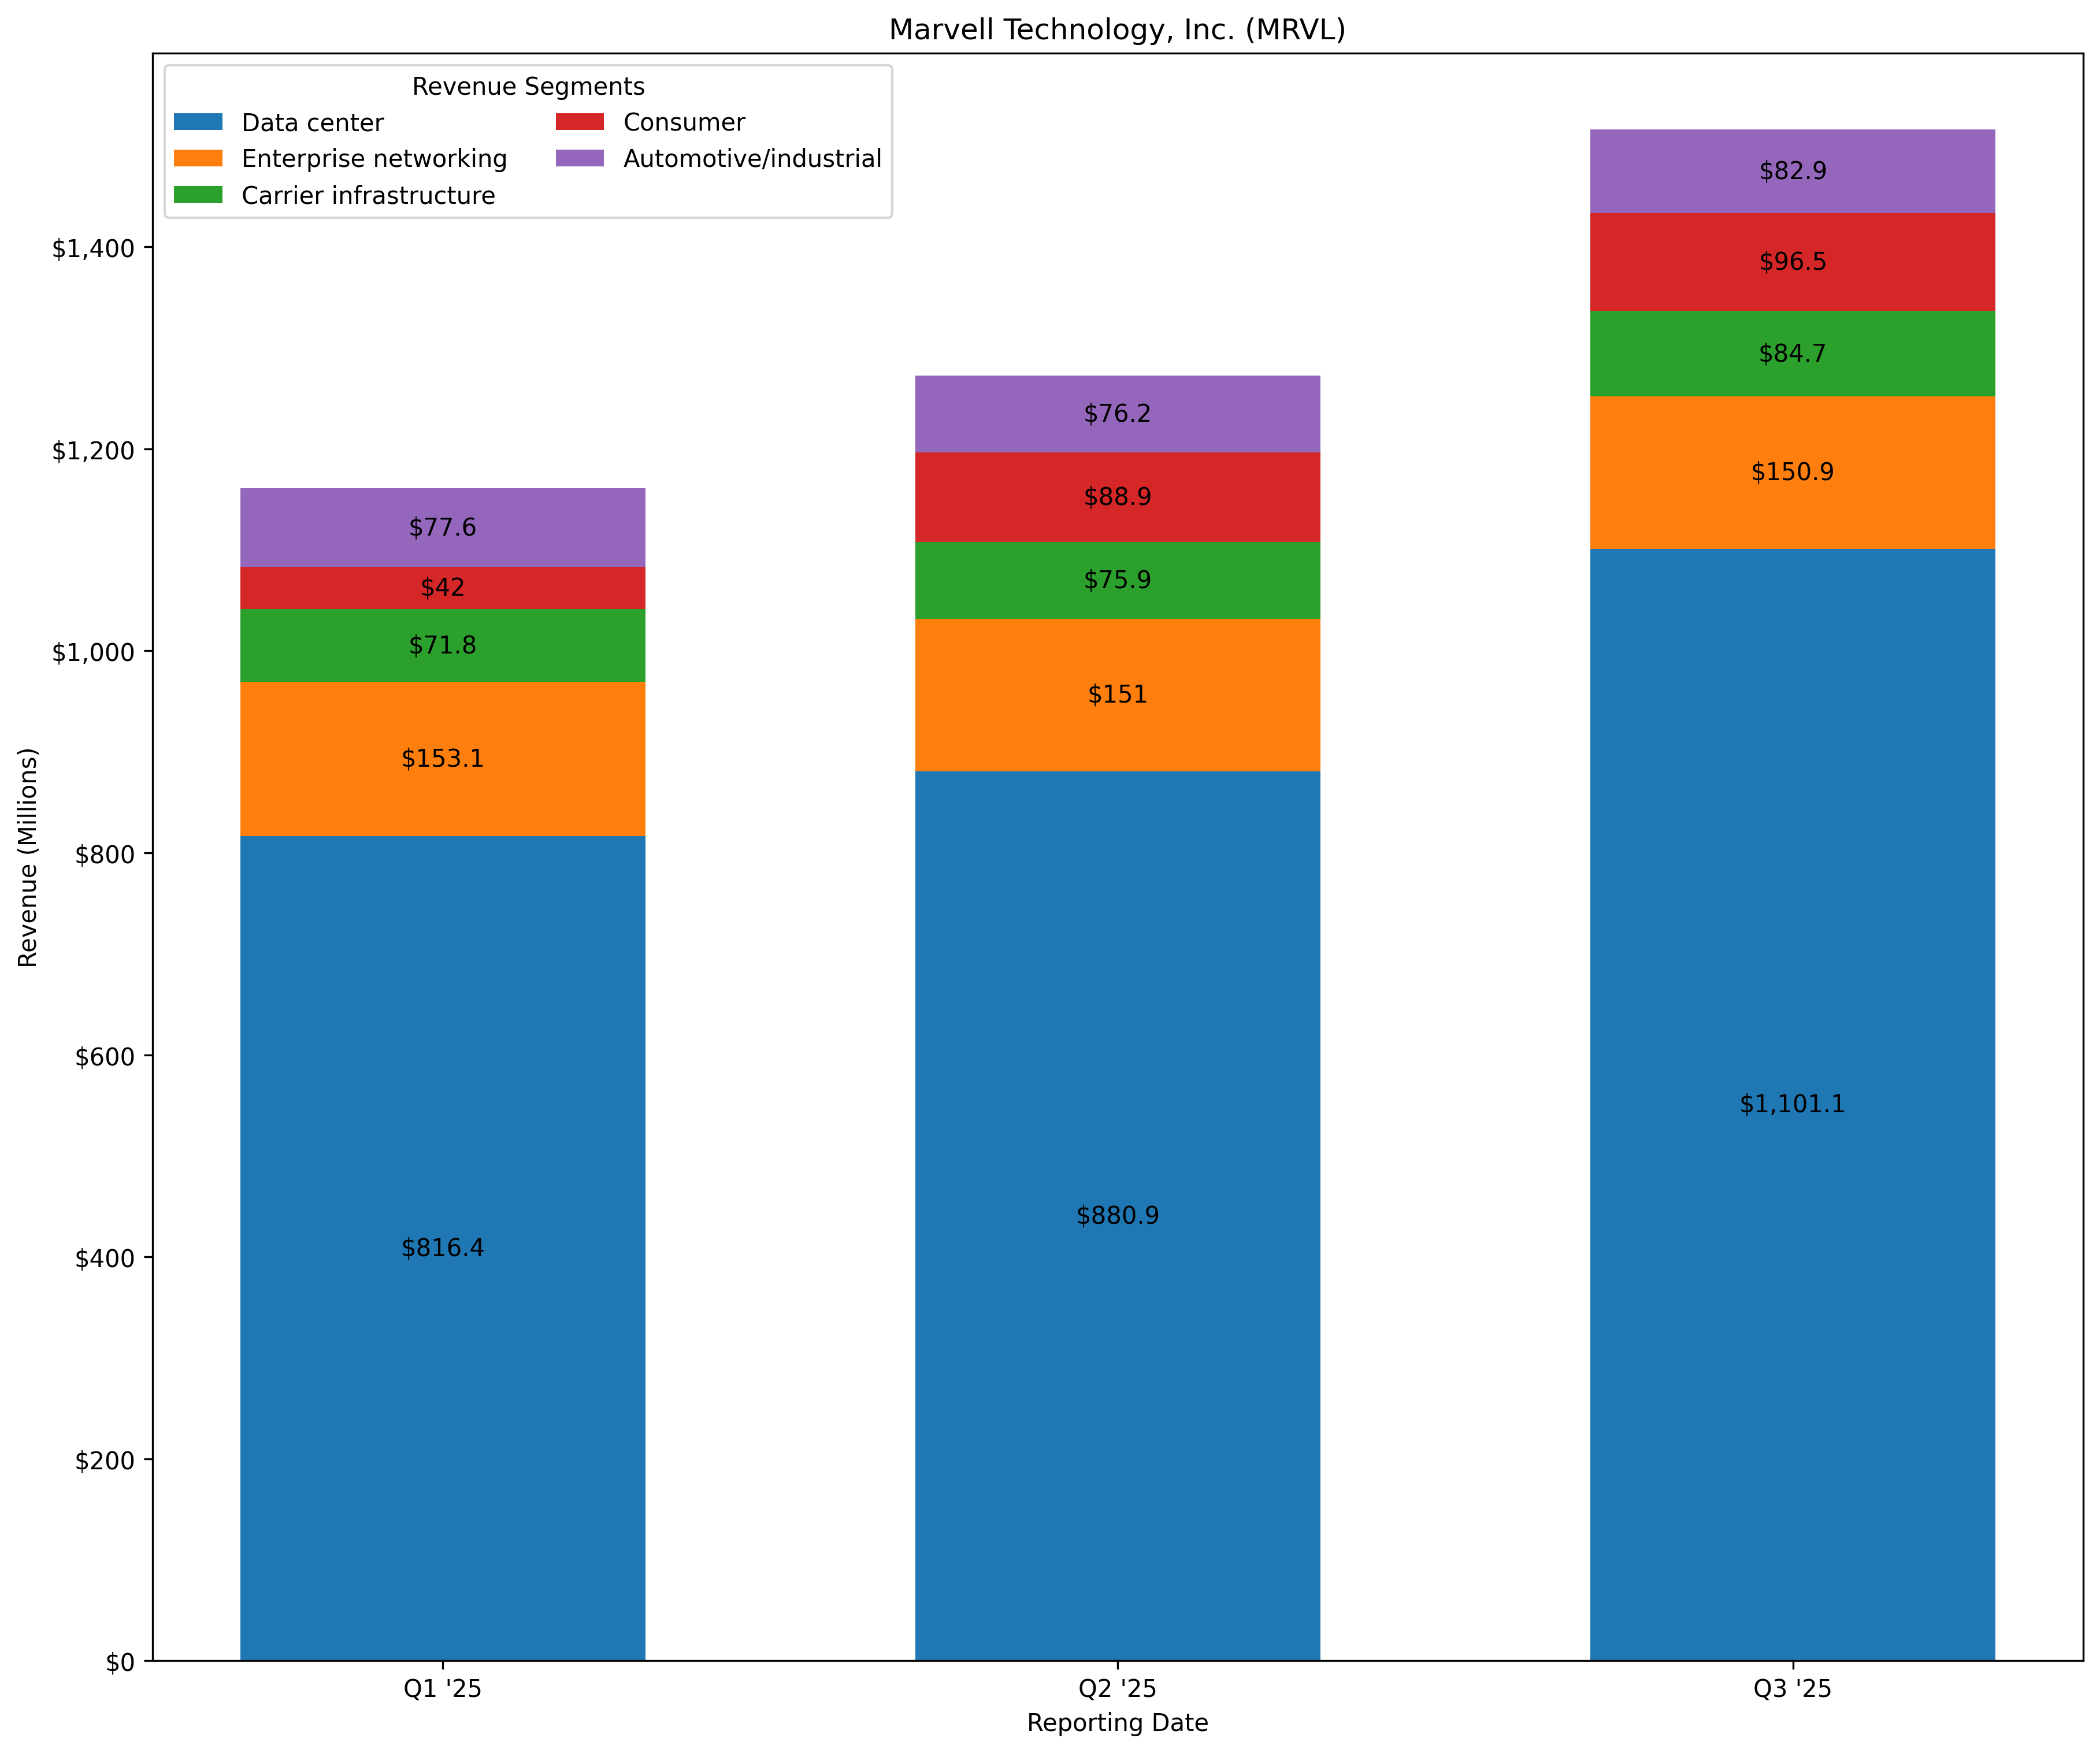 Marvell Technology, Inc. (MRVL)
Revenue Segments
Data center
Enterprise networking
Carrier infrastructure
Consumer
Automotive/industrial
Revenue (Millions)
$1,400
$1,200
$1,000
$800
$600
$400
$200
$0
$77.6
$42
$71.8
$153.1
$816.4
$76.2
$88.9
$75.9
$151
$880.9
$82.9
$96.5
$84.7
$150.9
$1,101.1
Q1 '25
Q2 '25
Q3 '25
Reporting Date